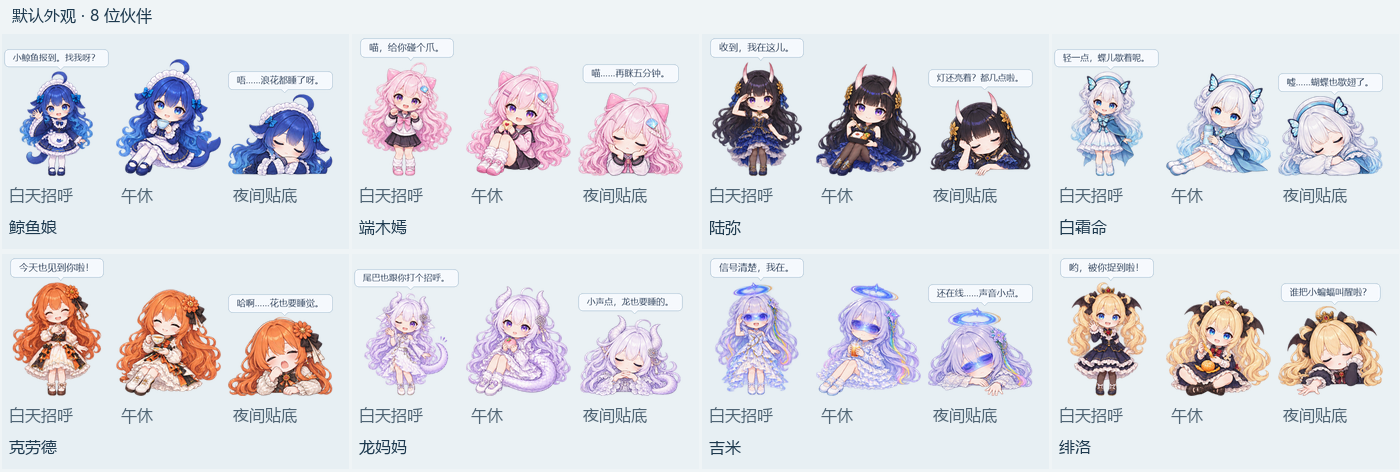 默认外观 · 8 位伙伴
小鲸鱼报到。找我呀？
唔……浪花都睡了呀。
白天招呼
午休
夜间贴底
鲸鱼娘
喵，给你碰个爪。
喵……再眯五分钟。
白天招呼
午休
夜间贴底
端木嫣
收到，我在这儿。
灯还亮着？都几点啦。
白天招呼
午休
夜间贴底
陆弥
轻一点，蝶儿歇着呢。
嘘……蝴蝶也歇翅了。
白天招呼
午休
夜间贴底
白霜命
今天也见到你啦！
哈啊……花也要睡觉。
白天招呼
午休
夜间贴底
克劳德
尾巴也跟你打个招呼。
小声点，龙也要睡的。
白天招呼
午休
夜间贴底
龙妈妈
信号清楚，我在。
还在线……声音小点。
白天招呼
午休
夜间贴底
吉米
哟，被你捉到啦！
谁把小蝙蝠叫醒啦？
白天招呼
午休
夜间贴底
绯洛